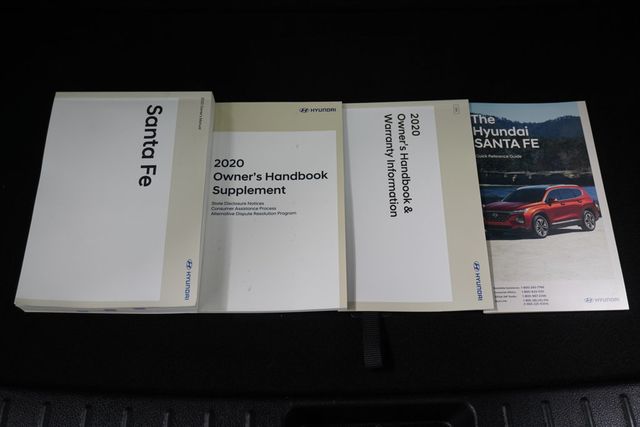 Santa Fe
2020 Owner's Manual
HYUNDAI
HYUNDAI
2020
Owner's Handbook
Supplement
State Disclosure Notices
Consumer Assistance Process
Alternative Dispute Resolution Program
2020
Owner's Handbook &
Warranty Information
HYUNDAI
The
Hyundai
SANTA FE
Quick Reference Guide
HYUNDAI